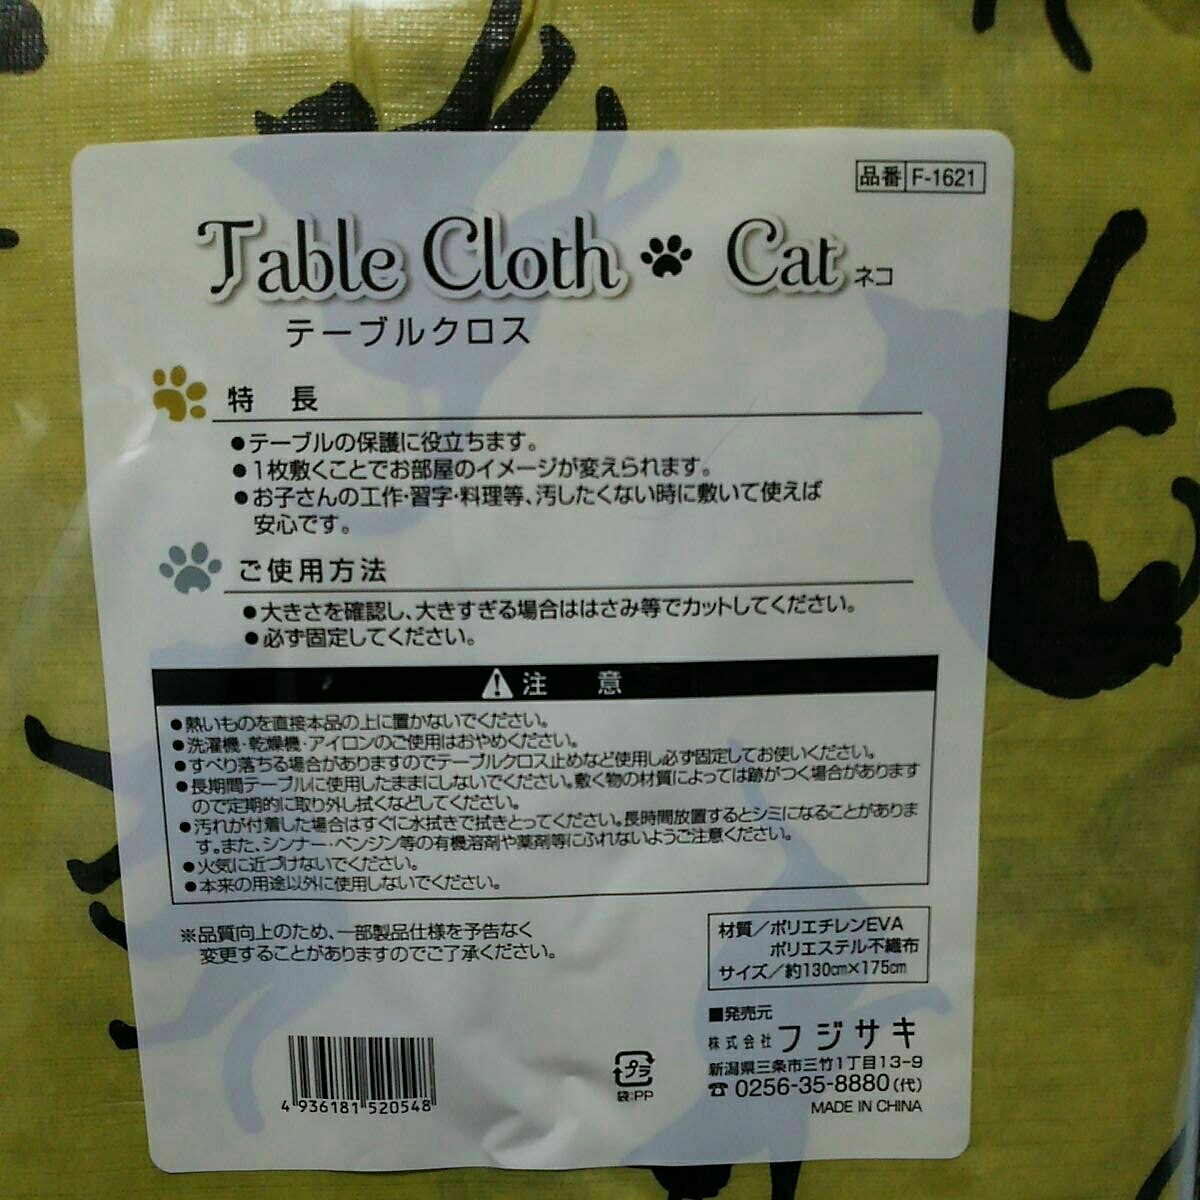 品番 F-1621
Table Cloth Cat ネコ
テーブルクロス
特 長
●テーブルの保護に役立ちます。
●1枚敷くことでお部屋のイメージが変えられます。
●お子さんの工作・習字・料理等、汚したくない時に敷いて使えば
安心です。
ご使用方法
●大きさを確認し、大きすぎる場合ははさみ等でカットしてください。
●必ず固定してください。
注 意
●熱いものを直接本品の上に置かないでください。
●洗濯機・乾燥機・アイロンのご使用はおやめください。
●すべり落ちる場合がありますのでテーブルクロス止めなど使用し必ず固定してお使いください。
●長期間テーブルに使用したままにしないでください。敷く物の材質によっては跡がつく場合があります
ので定期的に取り外し拭くなどしてください。
●汚れが付着した場合はすぐに水拭きで拭きとってください。長時間放置するとシミになることがありま
す。また、シンナー・ベンジン等の有機溶剤や薬剤等にふれないようご注意ください。
●火気に近づけないでください。
●本来の用途以外に使用しないでください。
※品質向上のため、一部製品仕様を予告なく
変更することがありますのでご了承ください。
材質/ポリエチレンEVA
ポリエステル不織布
サイズ/約130cm×175cm
■発売元
株式会社 フジサキ
新潟県三条市三竹1丁目13-9
☎ 0256-35-8880(代)
MADE IN CHINA
プラ
袋:PP
4 936181 520548